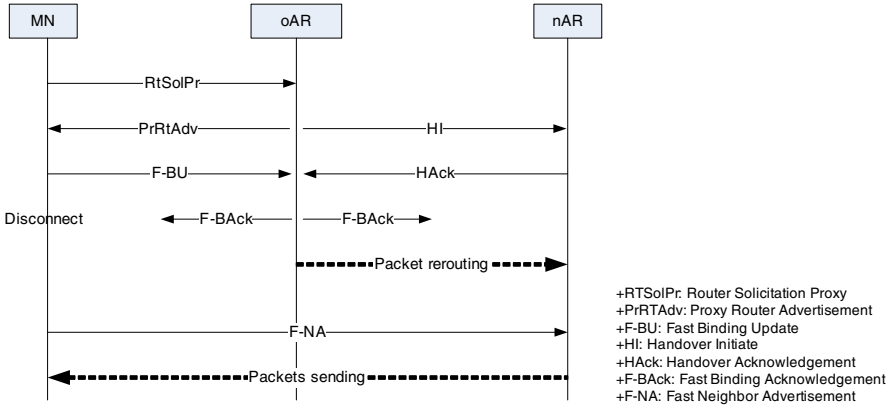 MN
oAR
nAR
RtSolPr
PrRtAdv
HI
F-BU
HAck
Disconnect
F-BAck
F-BAck
Packet rerouting
F-NA
Packets sending
+RTSolPr: Router Solicitation Proxy
+PrRTAdv: Proxy Router Advertisement
+F-BU: Fast Binding Update
+HI: Handover Initiate
+HAck: Handover Acknowledgement
+F-BAck: Fast Binding Acknowledgement
+F-NA: Fast Neighbor Advertisement